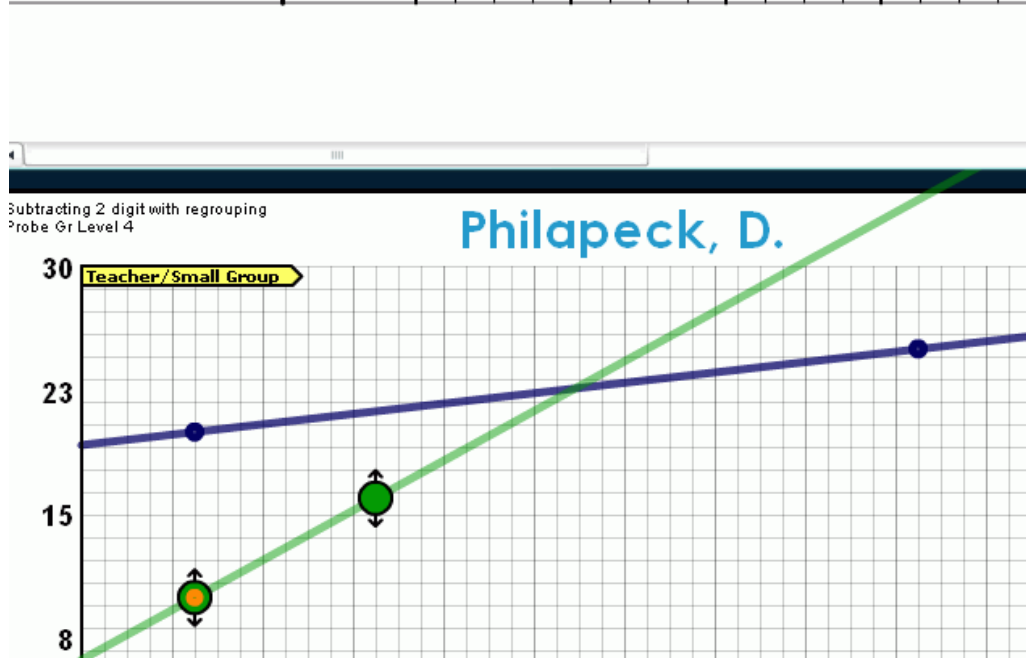 Subtracting 2 digit with regrouping
Probe Gr Level 4
Philapeck, D.
30
Teacher/Small Group
23
15
8